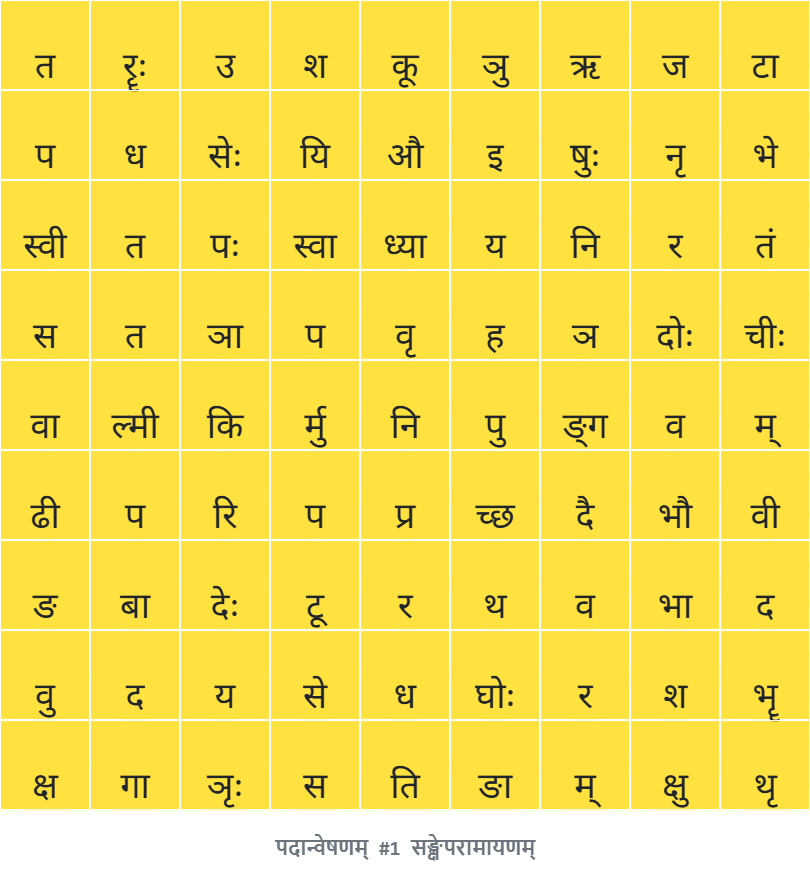 त रॄः उ श कू ञु ऋ ज टा
प ध सेः यि औ इ षुः नृ भे
स्वी त पः स्वा ध्या य नि र तं
स त ञा प वृ ह ञ दोः चीः
वा ल्मी कि र्मु नि पु ङ्ग व म्
ढी प रि प प्र च्छ दै भौ वी
ङ बा देः टू र थ व भा द
वु द य से ध घोः र श भॄ
क्ष गा ञृः स ति ङा म् क्षु थृ
पदान्वेषणम् #1 सङ्क्षेपरामायणम्